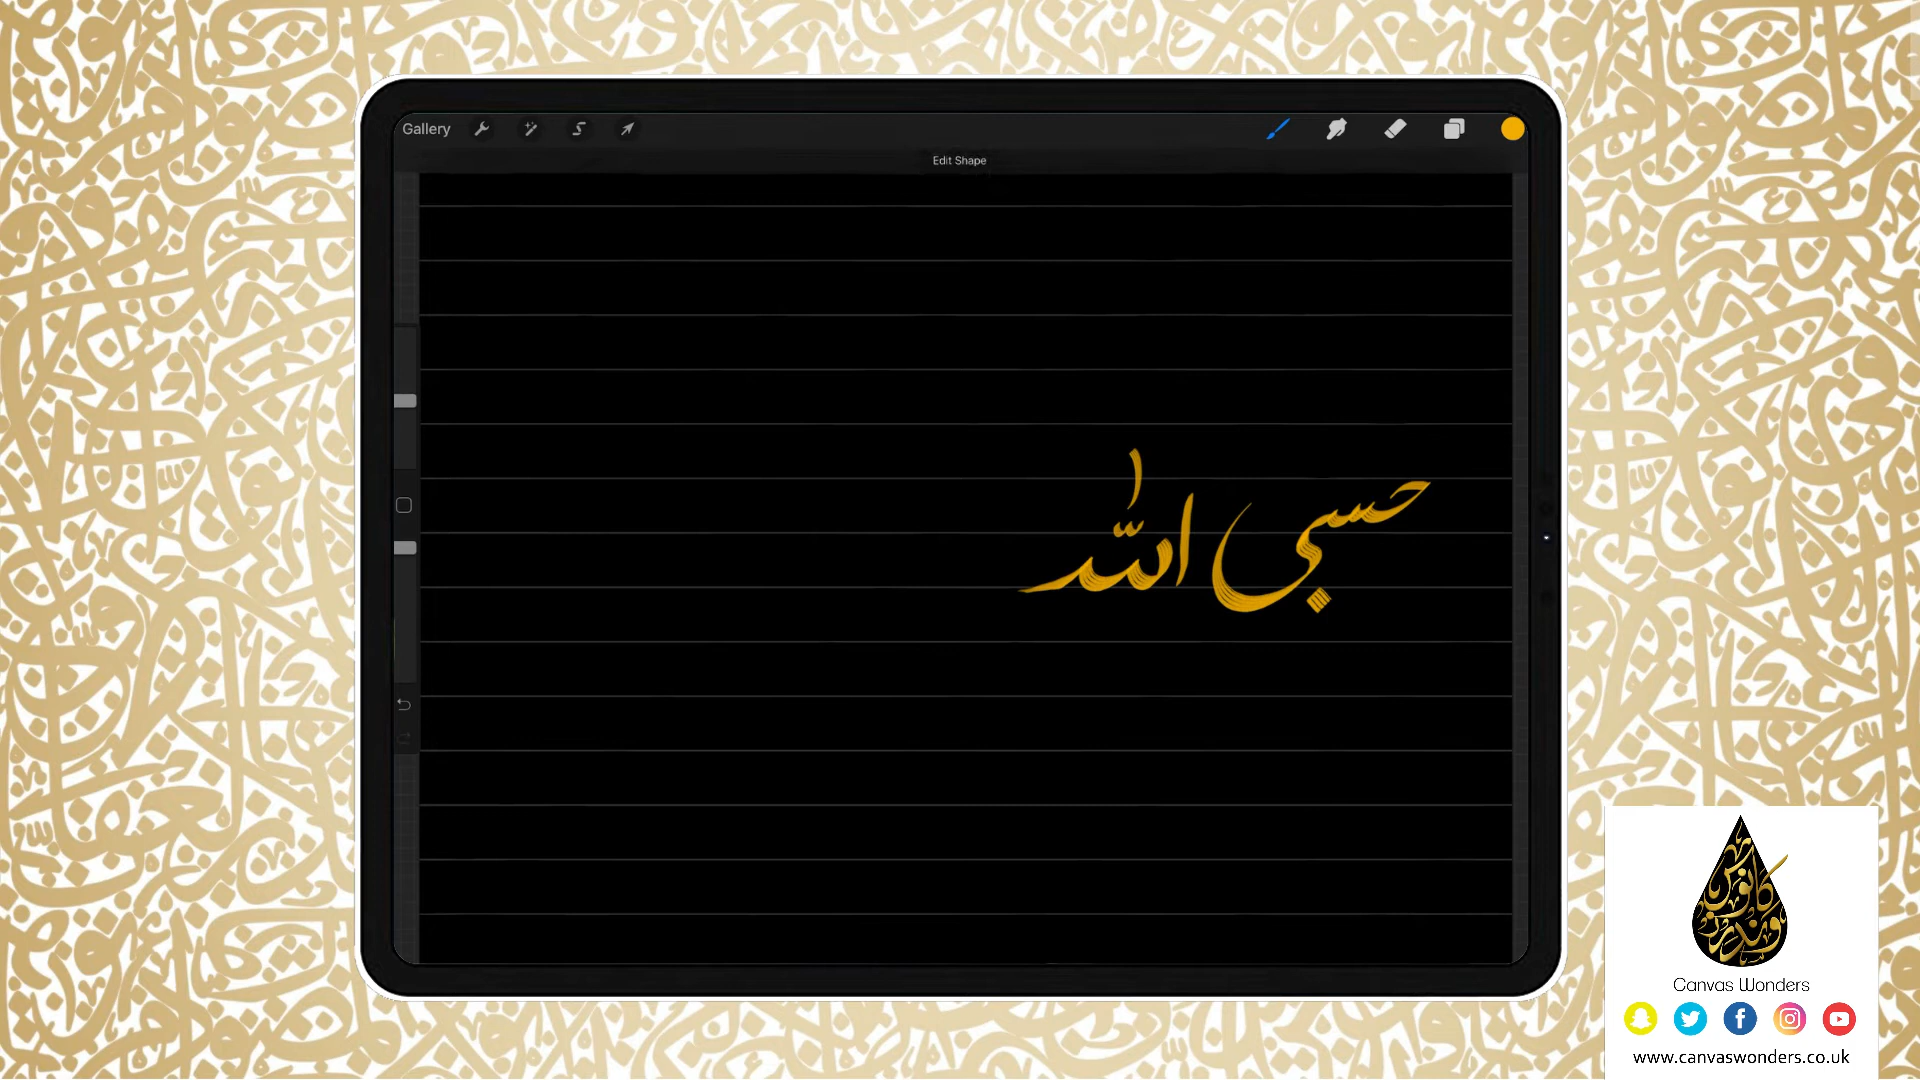 Gallery
Edit Shape
حسبي الله
Canvas Wonders
www.canvaswonders.co.uk